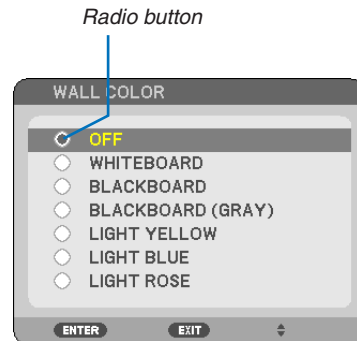 Radio button
WALL COLOR
OFF
WHITEBOARD
BLACKBOARD
BLACKBOARD (GRAY)
LIGHT YELLOW
LIGHT BLUE
LIGHT ROSE
ENTER EXIT